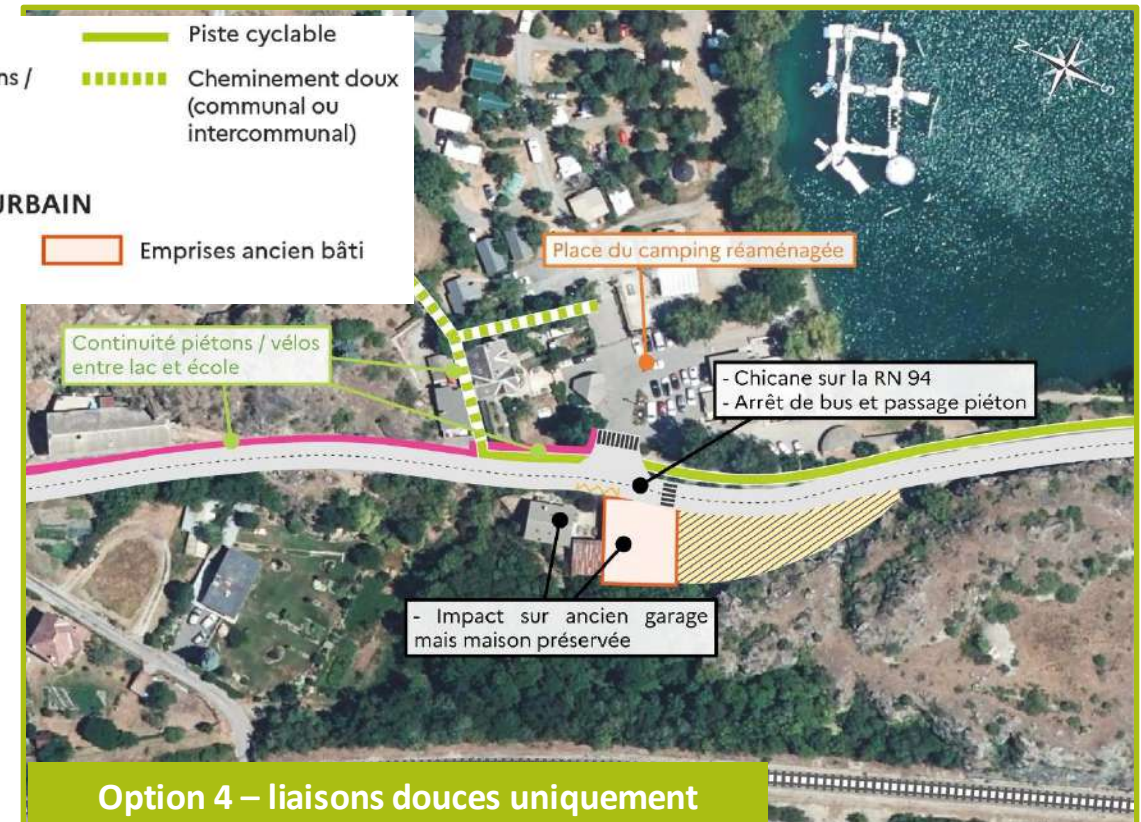 Piste cyclable
ns /
Cheminement doux
(communal ou
intercommunal)
URBAIN
Emprises ancien bâti
N
S
Place du camping réaménagée
Continuité piétons / vélos
entre lac et école
- Chicane sur la RN 94
- Arrêt de bus et passage piéton
- Impact sur ancien garage
mais maison préservée
Option 4 – liaisons douces uniquement